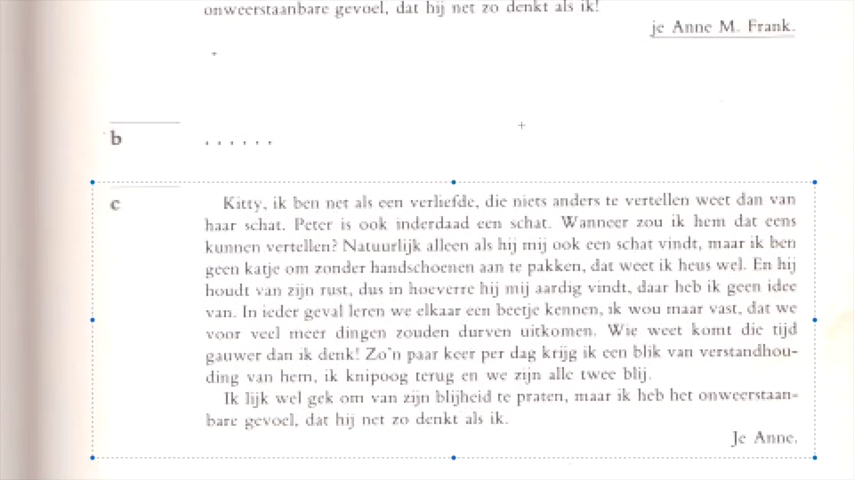 onweerstaanbare gevoel, dat hij net zo denkt als ik!
je Anne M. Frank.
b
. . . . . .
c
Kitty, ik ben net als een verliefde, die niets anders te vertellen weet dan van
haar schat. Peter is ook inderdaad een schat. Wanneer zou ik hem dat eens
kunnen vertellen? Natuurlijk alleen als hij mij ook een schat vindt, maar ik ben
geen katje om zonder handschoenen aan te pakken, dat weet ik heus wel. En hij
houdt van zijn rust, dus in hoeverre hij mij aardig vindt, daar heb ik geen idee
van. In ieder geval leren we elkaar een beetje kennen, ik wou maar vast, dat we
voor veel meer dingen zouden durven uitkomen. Wie weet komt die tijd
gauwer dan ik denk! Zo'n paar keer per dag krijg ik een blik van verstandhou-
ding van hem, ik knipoog terug en we zijn alle twee blij.
Ik lijk wel gek om van zijn blijheid te praten, maar ik heb het onweerstaan-
bare gevoel, dat hij net zo denkt als ik.
Je Anne.